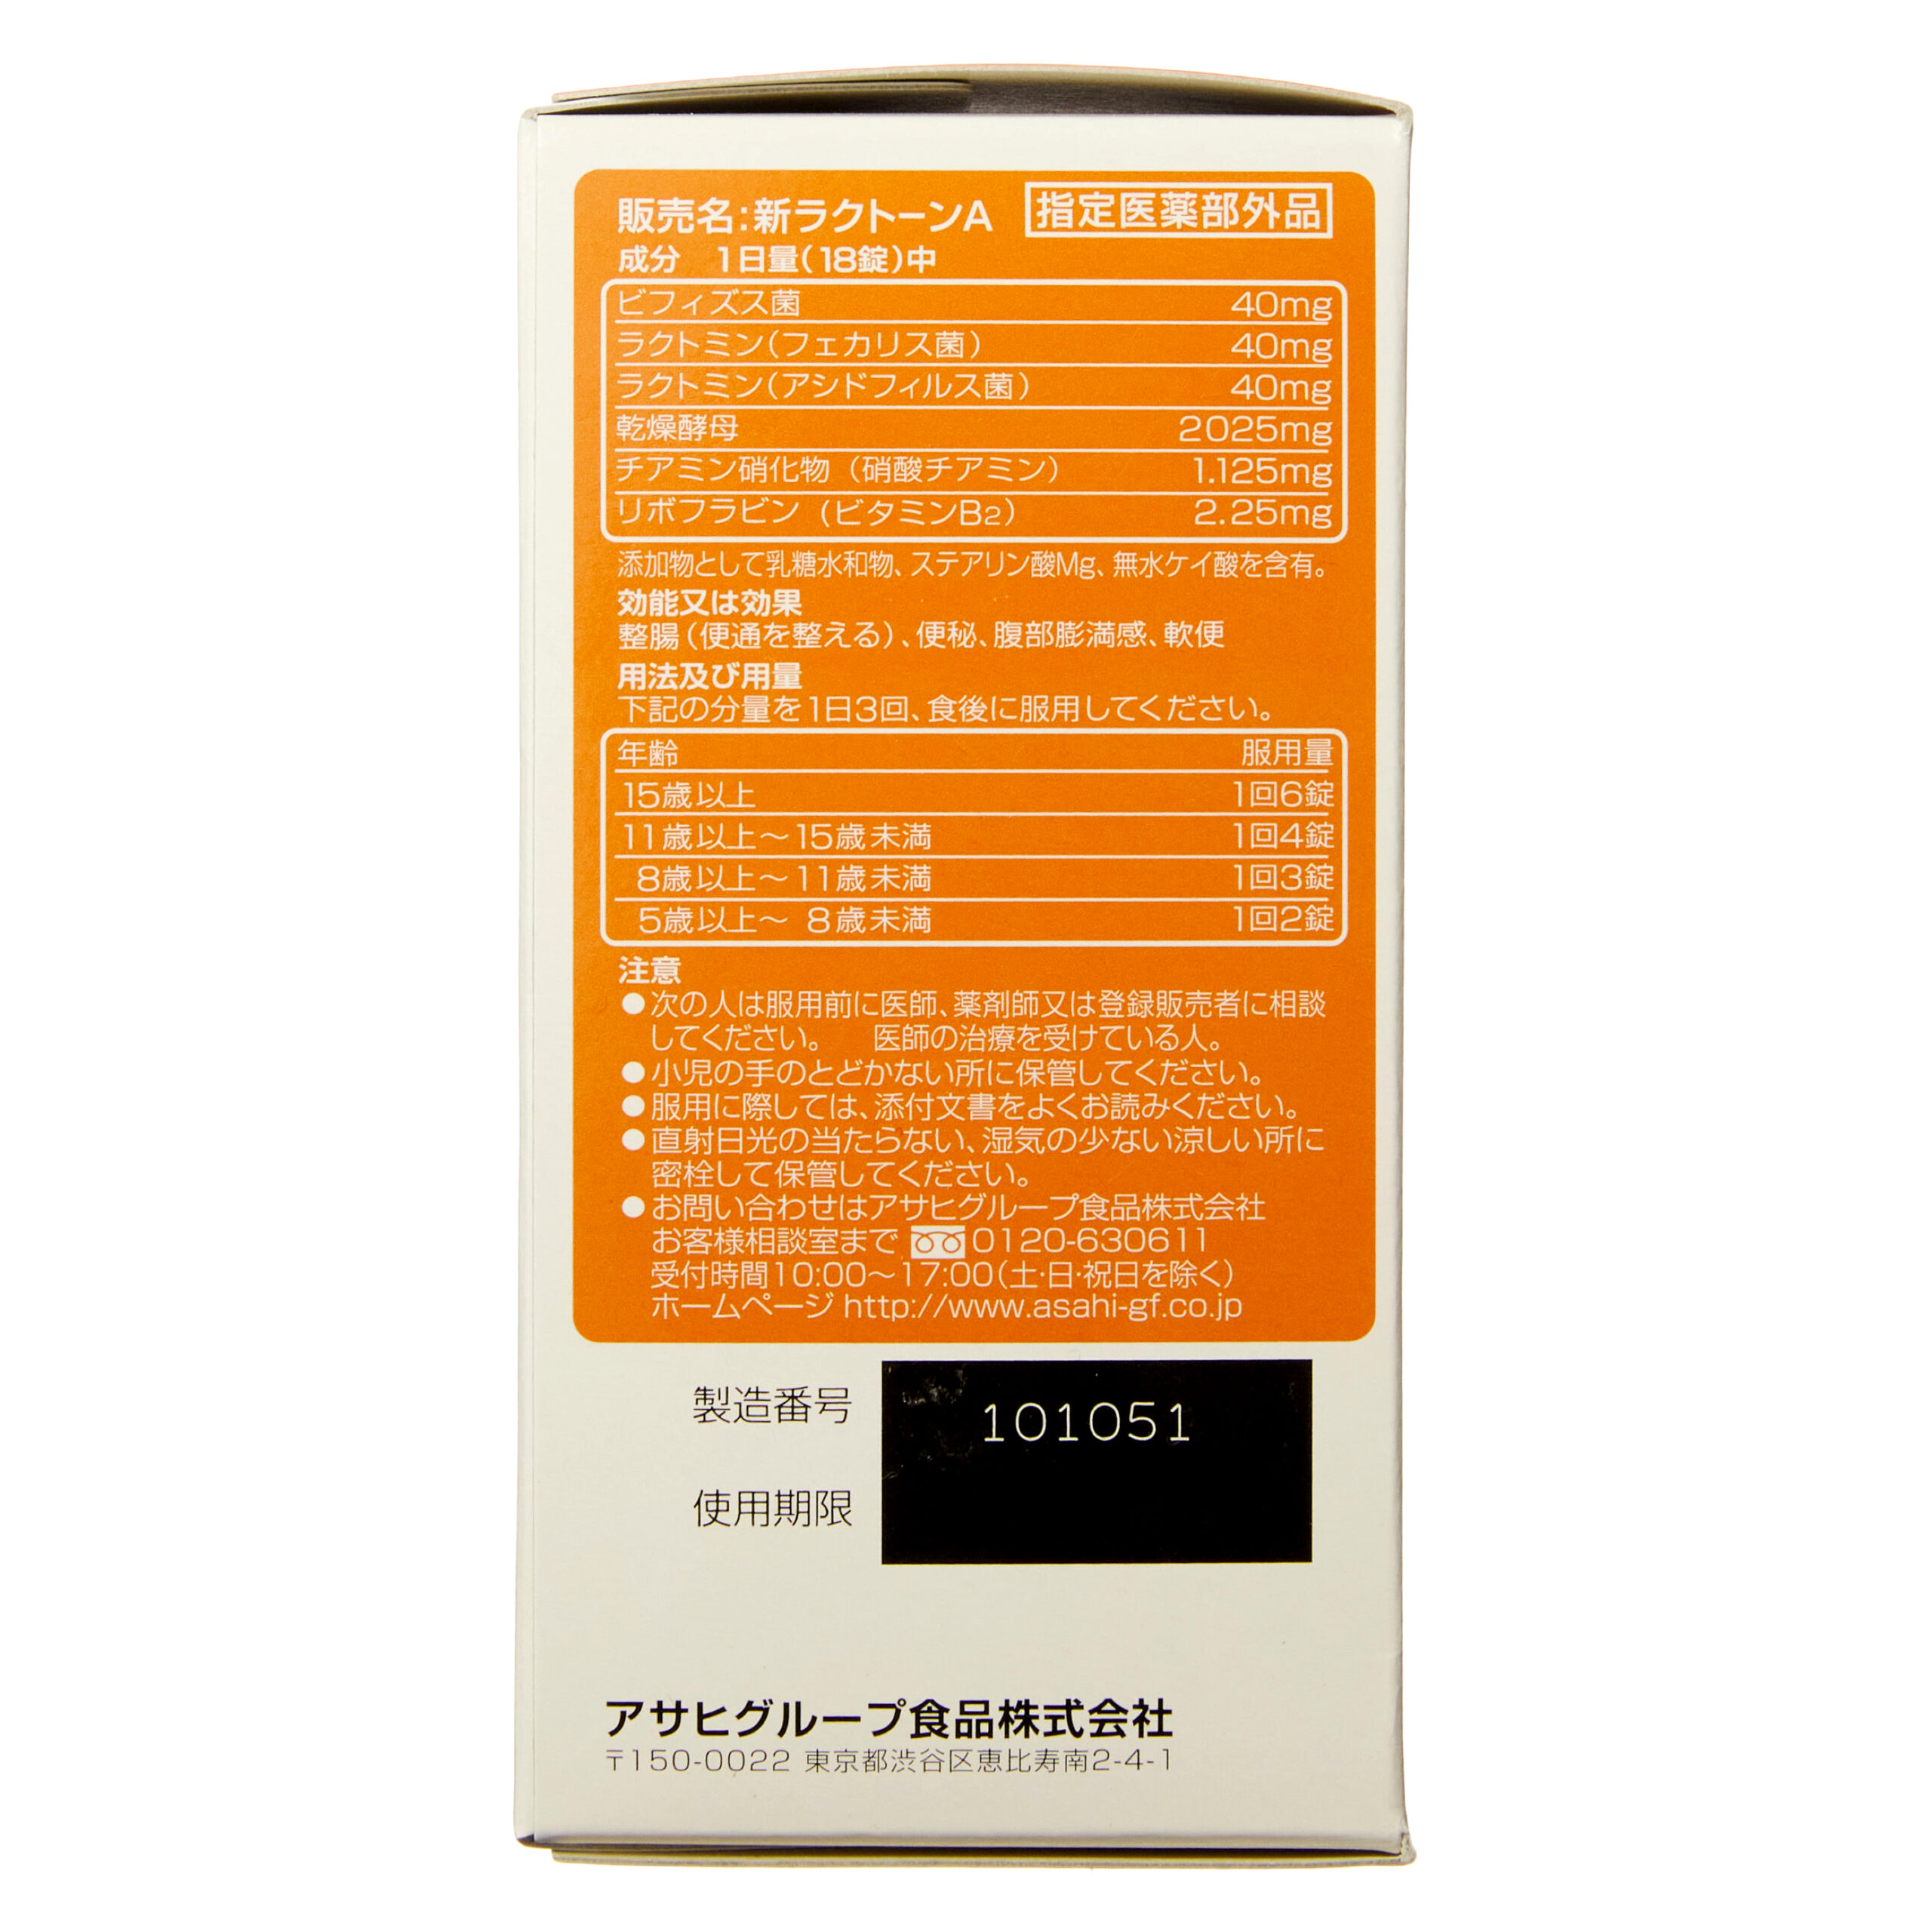 販売名：新ラクトーンA 指定医薬部外品
成分 1日量(18錠)中
ビフィズス菌 40mg
ラクトミン(フェカリス菌) 40mg
ラクトミン(アシドフィルス菌) 40mg
乾燥酵母 2025mg
チアミン硝化物（硝酸チアミン） 1.125mg
リボフラビン（ビタミンB2） 2.25mg
添加物として乳糖水和物、ステアリン酸Mg、無水ケイ酸を含有。
効能又は効果
整腸(便通を整える)、便秘、腹部膨満感、軟便
用法及び用量
下記の分量を1日3回、食後に服用してください。
年齢 服用量
15歳以上 1回6錠
11歳以上～15歳未満 1回4錠
8歳以上～11歳未満 1回3錠
5歳以上～ 8歳未満 1回2錠
注意
●次の人は服用前に医師、薬剤師又は登録販売者に相談
してください。 医師の治療を受けている人。
●小児の手のとどかない所に保管してください。
●服用に際しては、添付文書をよくお読みください。
●直射日光の当たらない、湿気の少ない涼しい所に
密栓して保管してください。
●お問い合わせはアサヒグループ食品株式会社
お客様相談室まで 0120-630611
受付時間10:00～17:00(土・日・祝日を除く)
ホームページ http://www.asahi-gf.co.jp
製造番号 101051
使用期限
アサヒグループ食品株式会社
〒150-0022 東京都渋谷区恵比寿南2-4-1